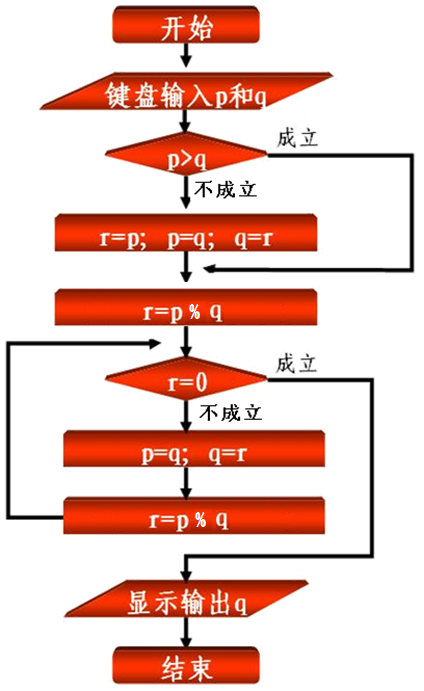 开始
键盘输入p和q
成立
p>q
不成立
r=p; p=q; q=r
r=p % q
成立
r=0
不成立
p=q; q=r
r=p % q
显示输出q
结束